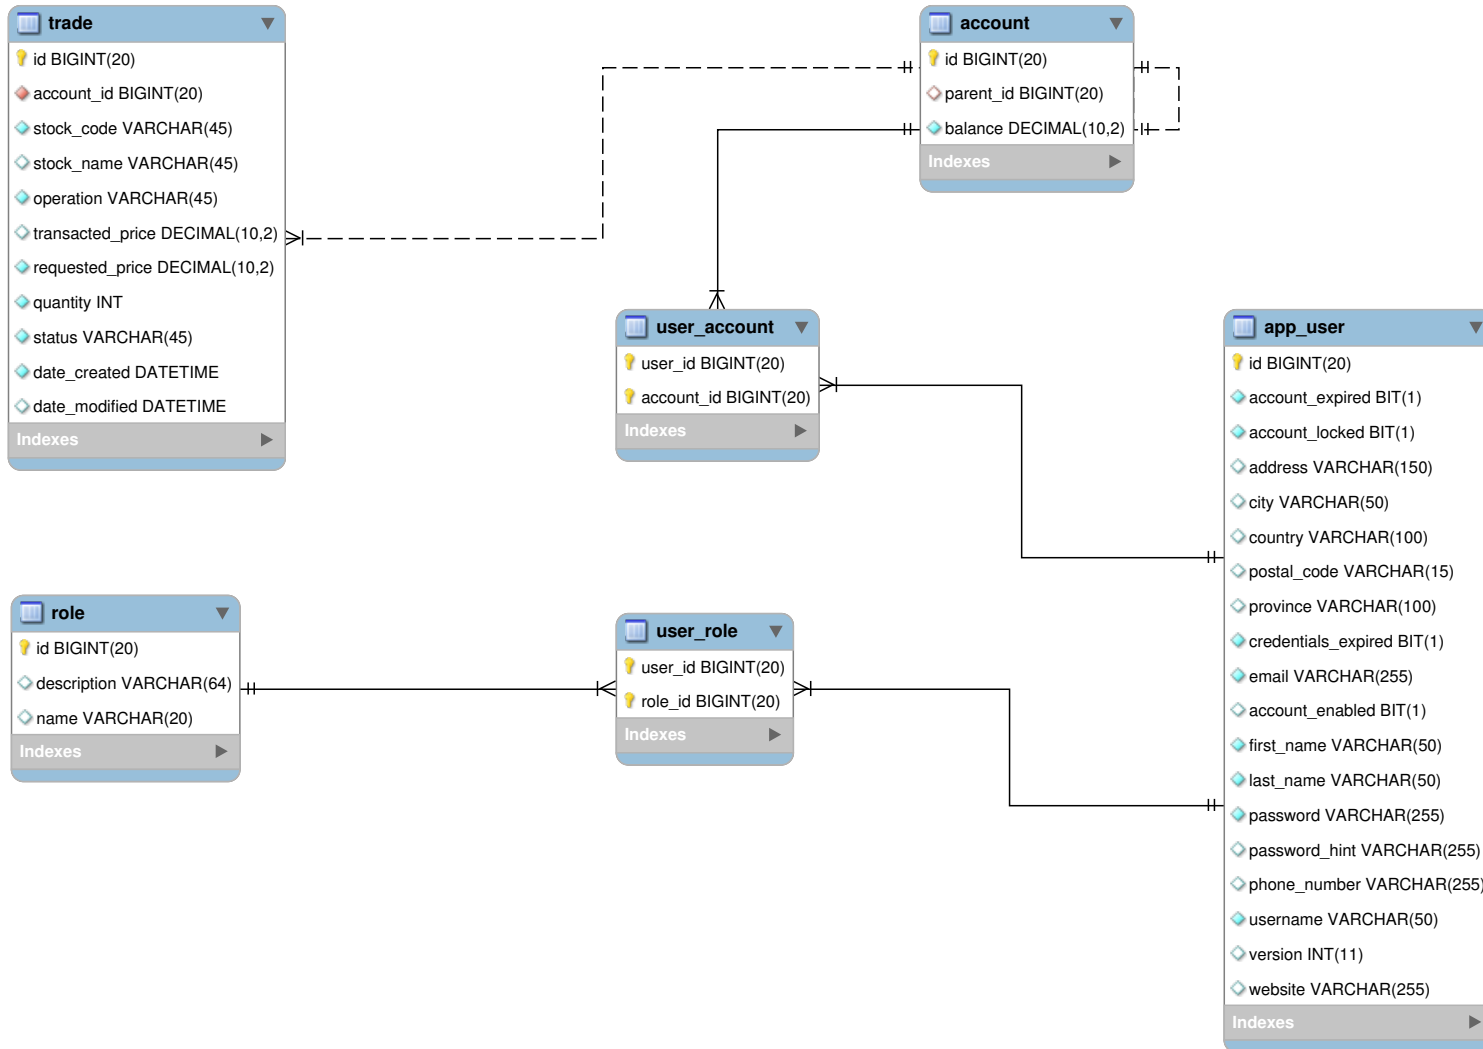 trade
id BIGINT(20)
account_id BIGINT(20)
stock_code VARCHAR(45)
stock_name VARCHAR(45)
operation VARCHAR(45)
transacted_price DECIMAL(10,2)
requested_price DECIMAL(10,2)
quantity INT
status VARCHAR(45)
date_created DATETIME
date_modified DATETIME
Indexes
account
id BIGINT(20)
parent_id BIGINT(20)
balance DECIMAL(10,2)
Indexes
user_account
user_id BIGINT(20)
account_id BIGINT(20)
Indexes
app_user
id BIGINT(20)
account_expired BIT(1)
account_locked BIT(1)
address VARCHAR(150)
city VARCHAR(50)
country VARCHAR(100)
postal_code VARCHAR(15)
province VARCHAR(100)
credentials_expired BIT(1)
email VARCHAR(255)
account_enabled BIT(1)
first_name VARCHAR(50)
last_name VARCHAR(50)
password VARCHAR(255)
password_hint VARCHAR(255)
phone_number VARCHAR(255)
username VARCHAR(50)
version INT(11)
website VARCHAR(255)
Indexes
role
id BIGINT(20)
description VARCHAR(64)
name VARCHAR(20)
Indexes
user_role
user_id BIGINT(20)
role_id BIGINT(20)
Indexes